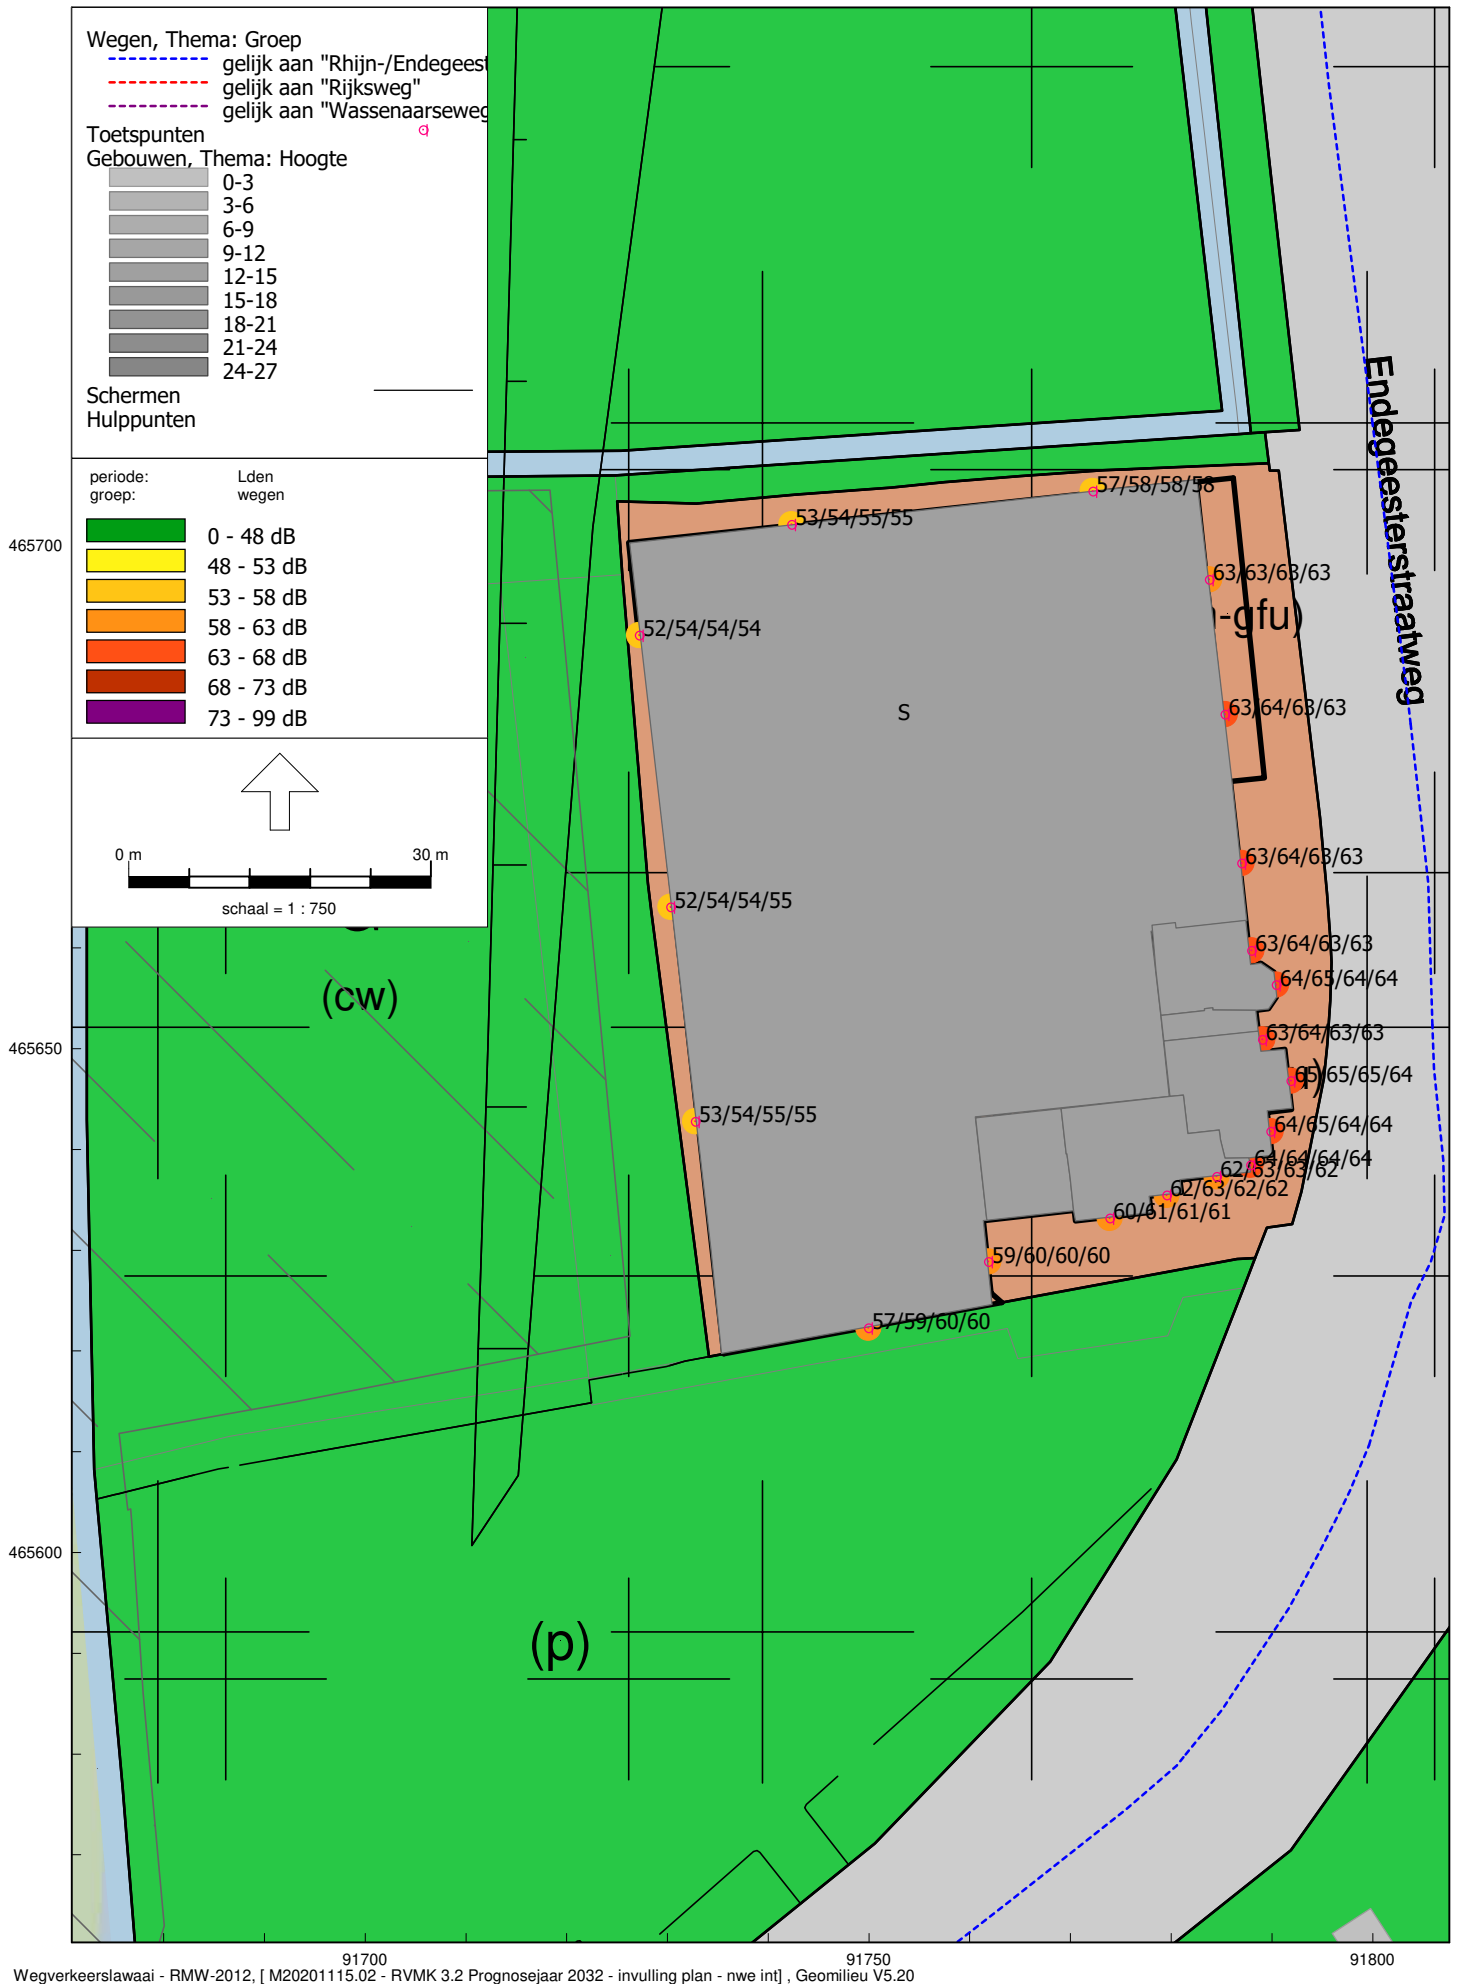 Wegen, Thema: Groep
gelijk aan "Rhijn-/Endegeest
gelijk aan "Rijksweg"
gelijk aan "Wassenaarseweg
Toetspunten
Gebouwen, Thema: Hoogte
0-3
3-6
6-9
9-12
12-15
15-18
18-21
21-24
24-27
Schermen
Hulppunten
periode: Lden
groep: wegen
0 - 48 dB
48 - 53 dB
53 - 58 dB
58 - 63 dB
63 - 68 dB
68 - 73 dB
73 - 99 dB
0 m 30 m
schaal = 1 : 750
Endegeesterstraatweg
57/58/58/58
53/54/55/55
465700
63/63/63/63
-gfu)
52/54/54/54
s
63/64/63/63
63/64/63/63
52/54/54/55
63/64/63/63
64/65/64/64
(cw)
63/64/63/63
465650
65/65/65/64
53/54/55/55
64/65/64/64
64/64/64/64
62/63/63/62
62/63/62/62
60/61/61/61
59/60/60/60
57/59/60/60
465600
(p)
91700 91750 91800
Wegverkeerslawaai - RMW-2012, [ M20201115.02 - RVMK 3.2 Prognosejaar 2032 - invulling plan - nwe int] , Geomilieu V5.20